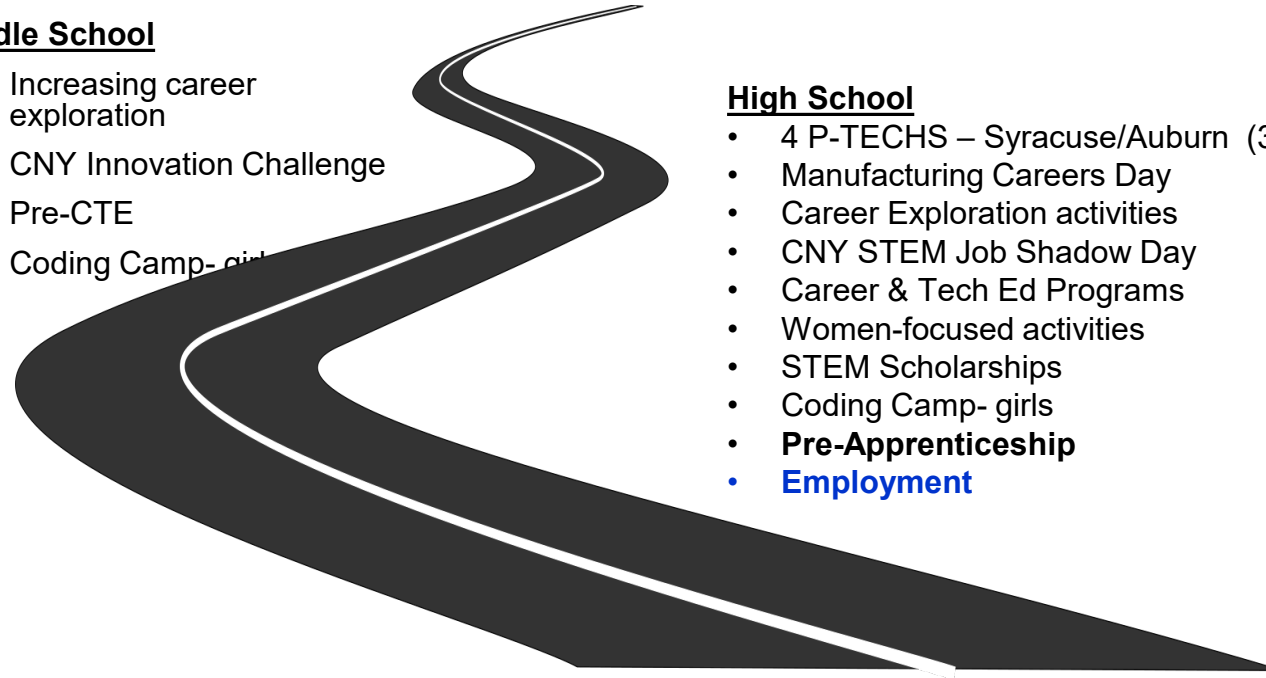 dle School
Increasing career
exploration
CNY Innovation Challenge
Pre-CTE
Coding Camp-
High School
• 4 P-TECHS – Syracuse/Auburn (3
• Manufacturing Careers Day
• Career Exploration activities
• CNY STEM Job Shadow Day
• Career & Tech Ed Programs
• Women-focused activities
• STEM Scholarships
• Coding Camp- girls
• Pre-Apprenticeship
• Employment